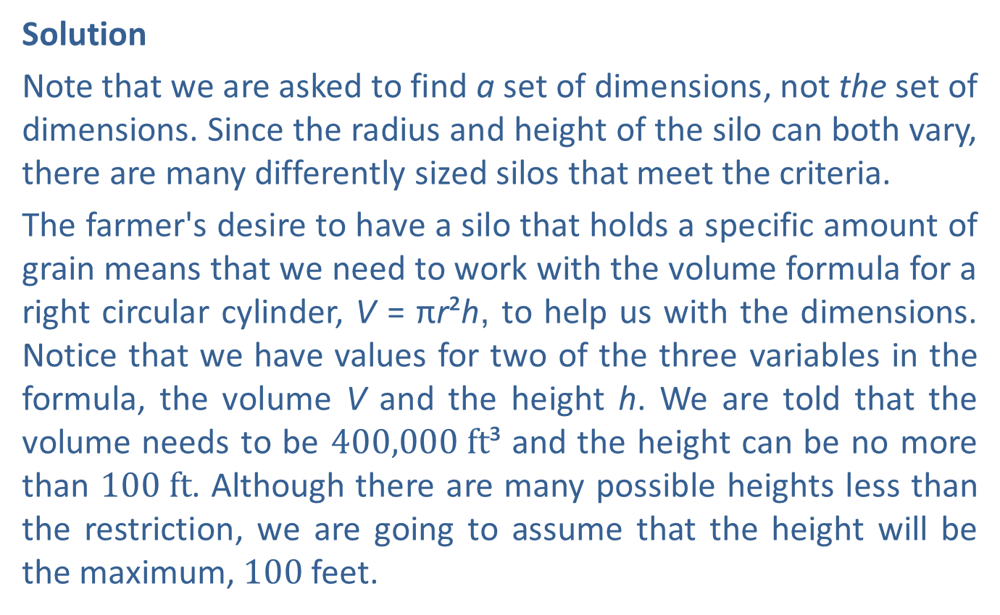 Solution
Note that we are asked to find a set of dimensions, not the set of
dimensions. Since the radius and height of the silo can both vary,
there are many differently sized silos that meet the criteria.
The farmer's desire to have a silo that holds a specific amount of
grain means that we need to work with the volume formula for a
right circular cylinder, V = πr²h, to help us with the dimensions.
Notice that we have values for two of the three variables in the
formula, the volume V and the height h. We are told that the
volume needs to be 400,000 ft³ and the height can be no more
than 100 ft. Although there are many possible heights less than
the restriction, we are going to assume that the height will be
the maximum, 100 feet.